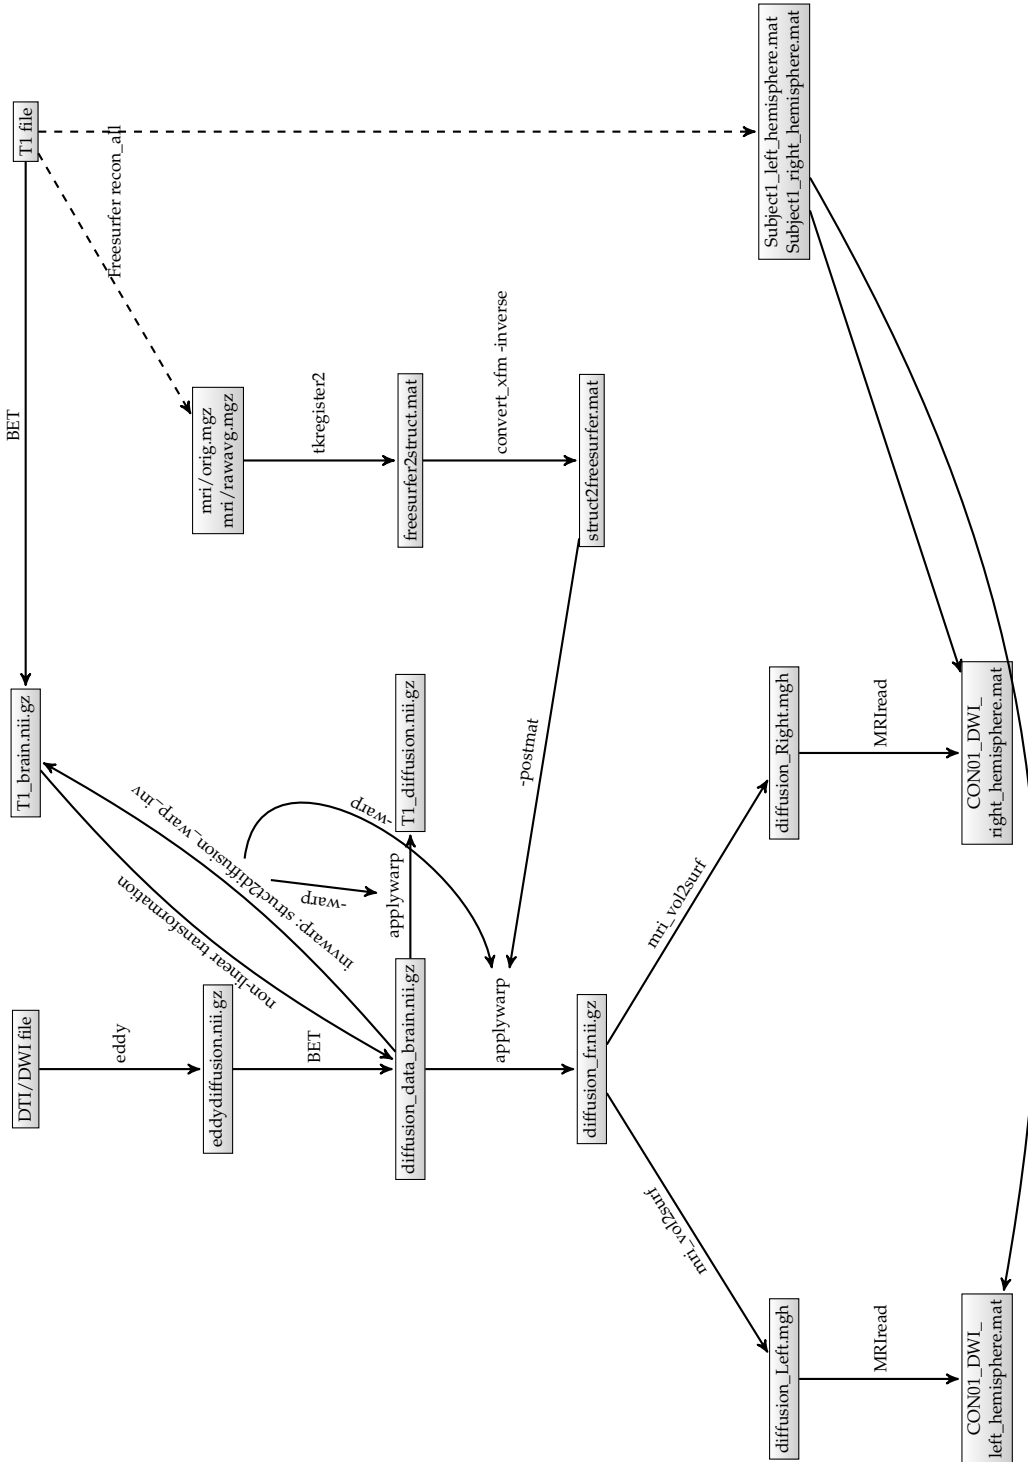 DTI/DWI file
eddy
eddydiffusion.nii.gz
BET
diffusion_data_brain.nii.gz
applywarp
diffusion_fr.nii.gz
mri_vol2surf
mri_vol2surf
diffusion_Left.mgh
MRIread
CON01_DWI_
left_hemisphere.mat
diffusion_Right.mgh
MRIread
CON01_DWI_
right_hemisphere.mat
T1_brain.nii.gz
non-linear transformation
invwarp: struct2diffusion_warp_inv
-warp
-warp
applywarp
T1_diffusion.nii.gz
-postmat
BET
T1 file
Freesurfer recon_all
mri/orig.mgz
mri/rawavg.mgz
tkregister2
freesurfer2struct.mat
convert_xfm -inverse
struct2freesurfer.mat
Subject1_left_hemisphere.mat
Subject1_right_hemisphere.mat